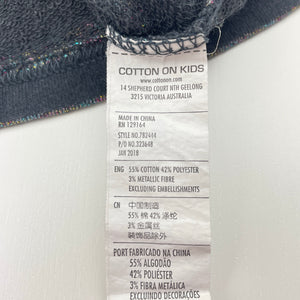 COTTON ON KIDS
www.cottonon.com
14 SHEPHERD COURT NTH GEELONG
3215 VICTORIA AUSTRALIA
MADE IN CHINA
RN 129164
STYLE NO.782444
P/O NO.323648
JAN 2018
ENG 55% COTTON 42% POLYESTER
3% METALLIC FIBRE
EXCLUDING EMBELLISHMENTS
CN 中国制造
55% 棉 42% 涤纶
3% 金属丝
装饰品除外
PORT FABRICADO NA CHINA
55% ALGODÃO
42% POLIÉSTER
3% FIBRA METÁLICA
EXCLUINDO DECORAÇÕES